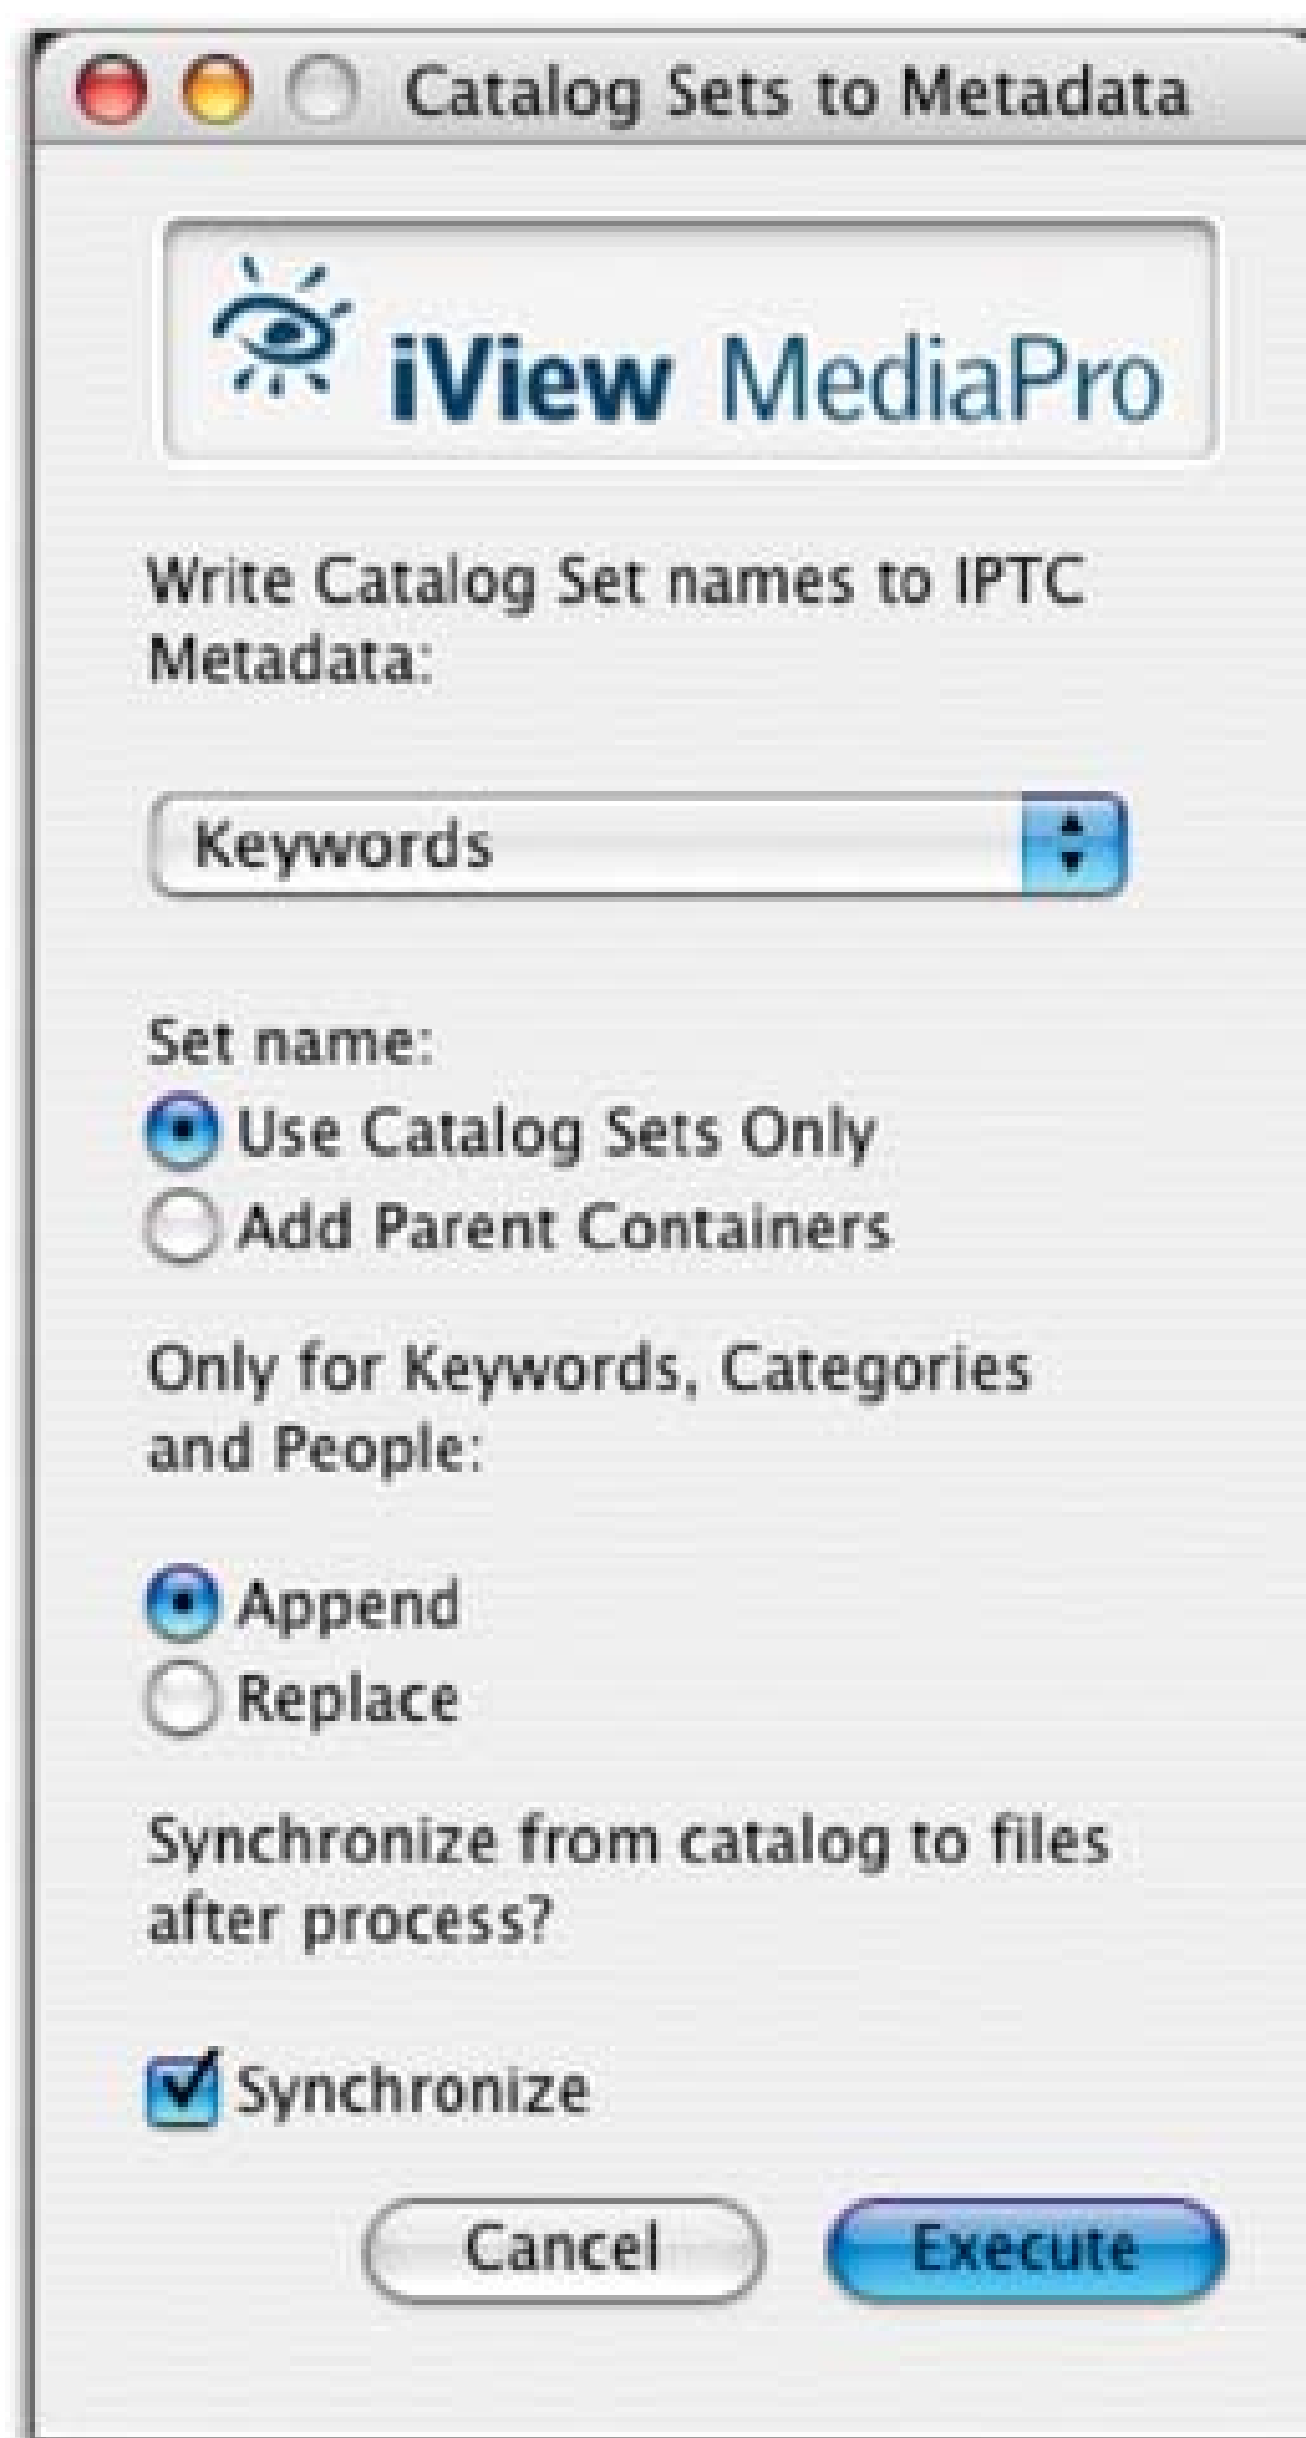 Catalog Sets to Metadata
iView MediaPro
Write Catalog Set names to IPTC
Metadata:
Keywords
Set name:
Use Catalog Sets Only
Add Parent Containers
Only for Keywords, Categories
and People:
Append
Replace
Synchronize from catalog to files
after process?
Synchronize
Cancel
Execute